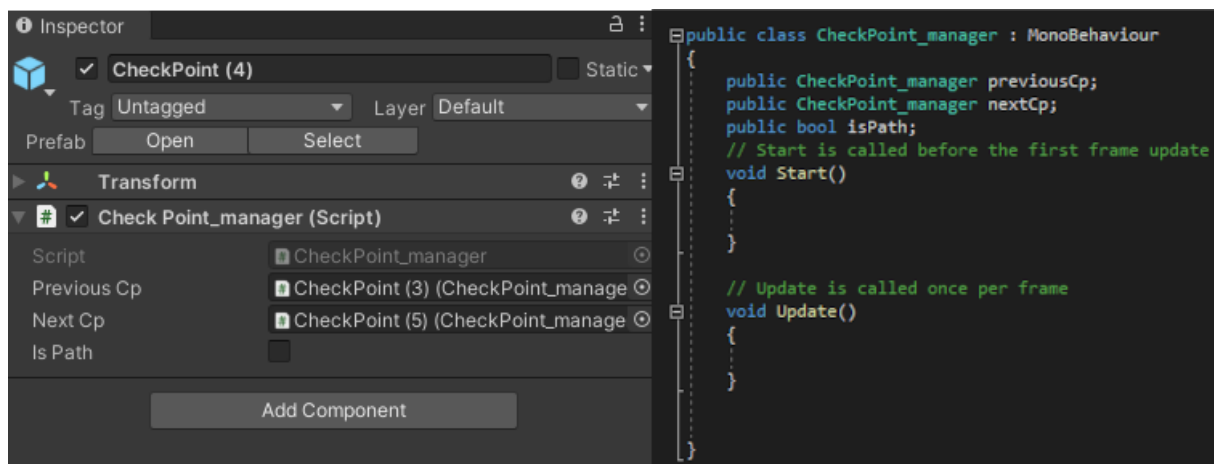 Inspector
CheckPoint (4)
Static
Tag Untagged Layer Default
Prefab Open Select
Transform
# Check Point_manager (Script)
Script # CheckPoint_manager
Previous Cp # CheckPoint (3) (CheckPoint_manage
Next Cp # CheckPoint (5) (CheckPoint_manage
Is Path
Add Component
public class CheckPoint_manager : MonoBehaviour
{
public CheckPoint_manager previousCp;
public CheckPoint_manager nextCp;
public bool isPath;
// Start is called before the first frame update
void Start()
{
}
// Update is called once per frame
void Update()
{
}
}